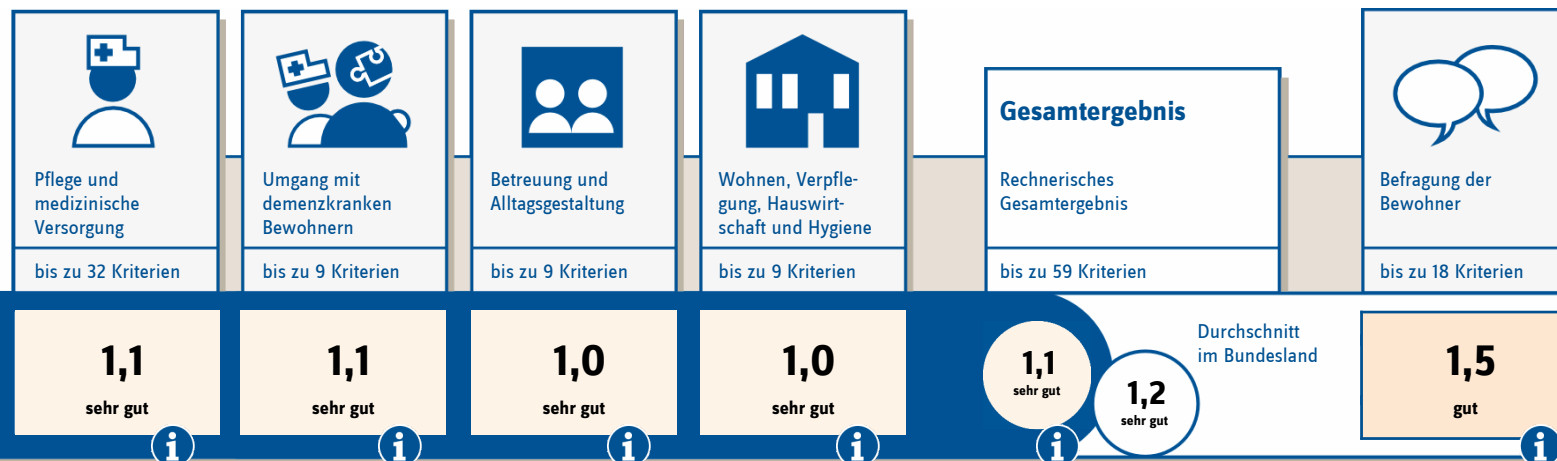 Pflege und
medizinische
Versorgung
bis zu 32 Kriterien
1,1
sehr gut
i
Umgang mit
demenzkranken
Bewohnern
bis zu 9 Kriterien
1,1
sehr gut
i
Betreuung und
Alltagsgestaltung
bis zu 9 Kriterien
1,0
sehr gut
i
Wohnen, Verpfle-
gung, Hauswirt-
schaft und Hygiene
bis zu 9 Kriterien
1,0
sehr gut
i
Gesamtergebnis
Rechnerisches
Gesamtergebnis
bis zu 59 Kriterien
1,1
sehr gut
i
Durchschnitt
im Bundesland
1,2
sehr gut
Befragung der
Bewohner
bis zu 18 Kriterien
1,5
gut
i